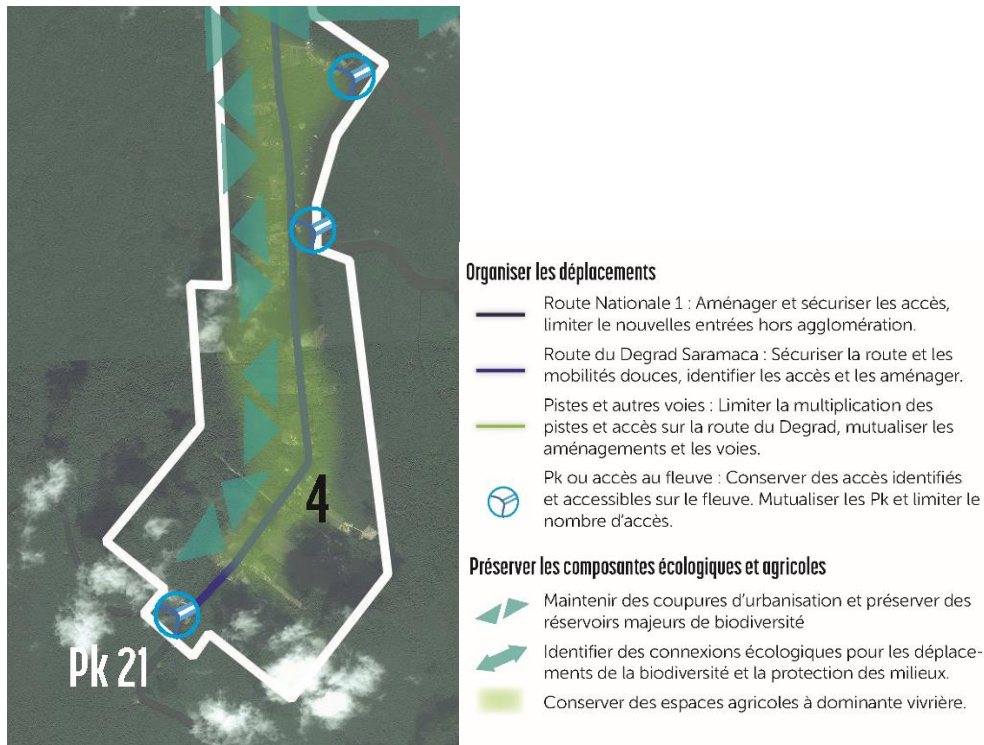 4
Pk 21
Organiser les déplacements
Route Nationale 1 : Aménager et sécuriser les accès,
limiter le nouvelles entrées hors agglomération.
Route du Degrad Saramaca : Sécuriser la route et les
mobilités douces, identifier les accès et les aménager.
Pistes et autres voies : Limiter la multiplication des
pistes et accès sur la route du Degrad, mutualiser les
aménagements et les voies.
Pk ou accès au fleuve : Conserver des accès identifiés
et accessibles sur le fleuve. Mutualiser les Pk et limiter le
nombre d'accès.
Préserver les composantes écologiques et agricoles
Maintenir des coupures d'urbanisation et préserver des
réservoirs majeurs de biodiversité
Identifier des connexions écologiques pour les déplace-
ments de la biodiversité et la protection des milieux.
Conserver des espaces agricoles à dominante vivrière.